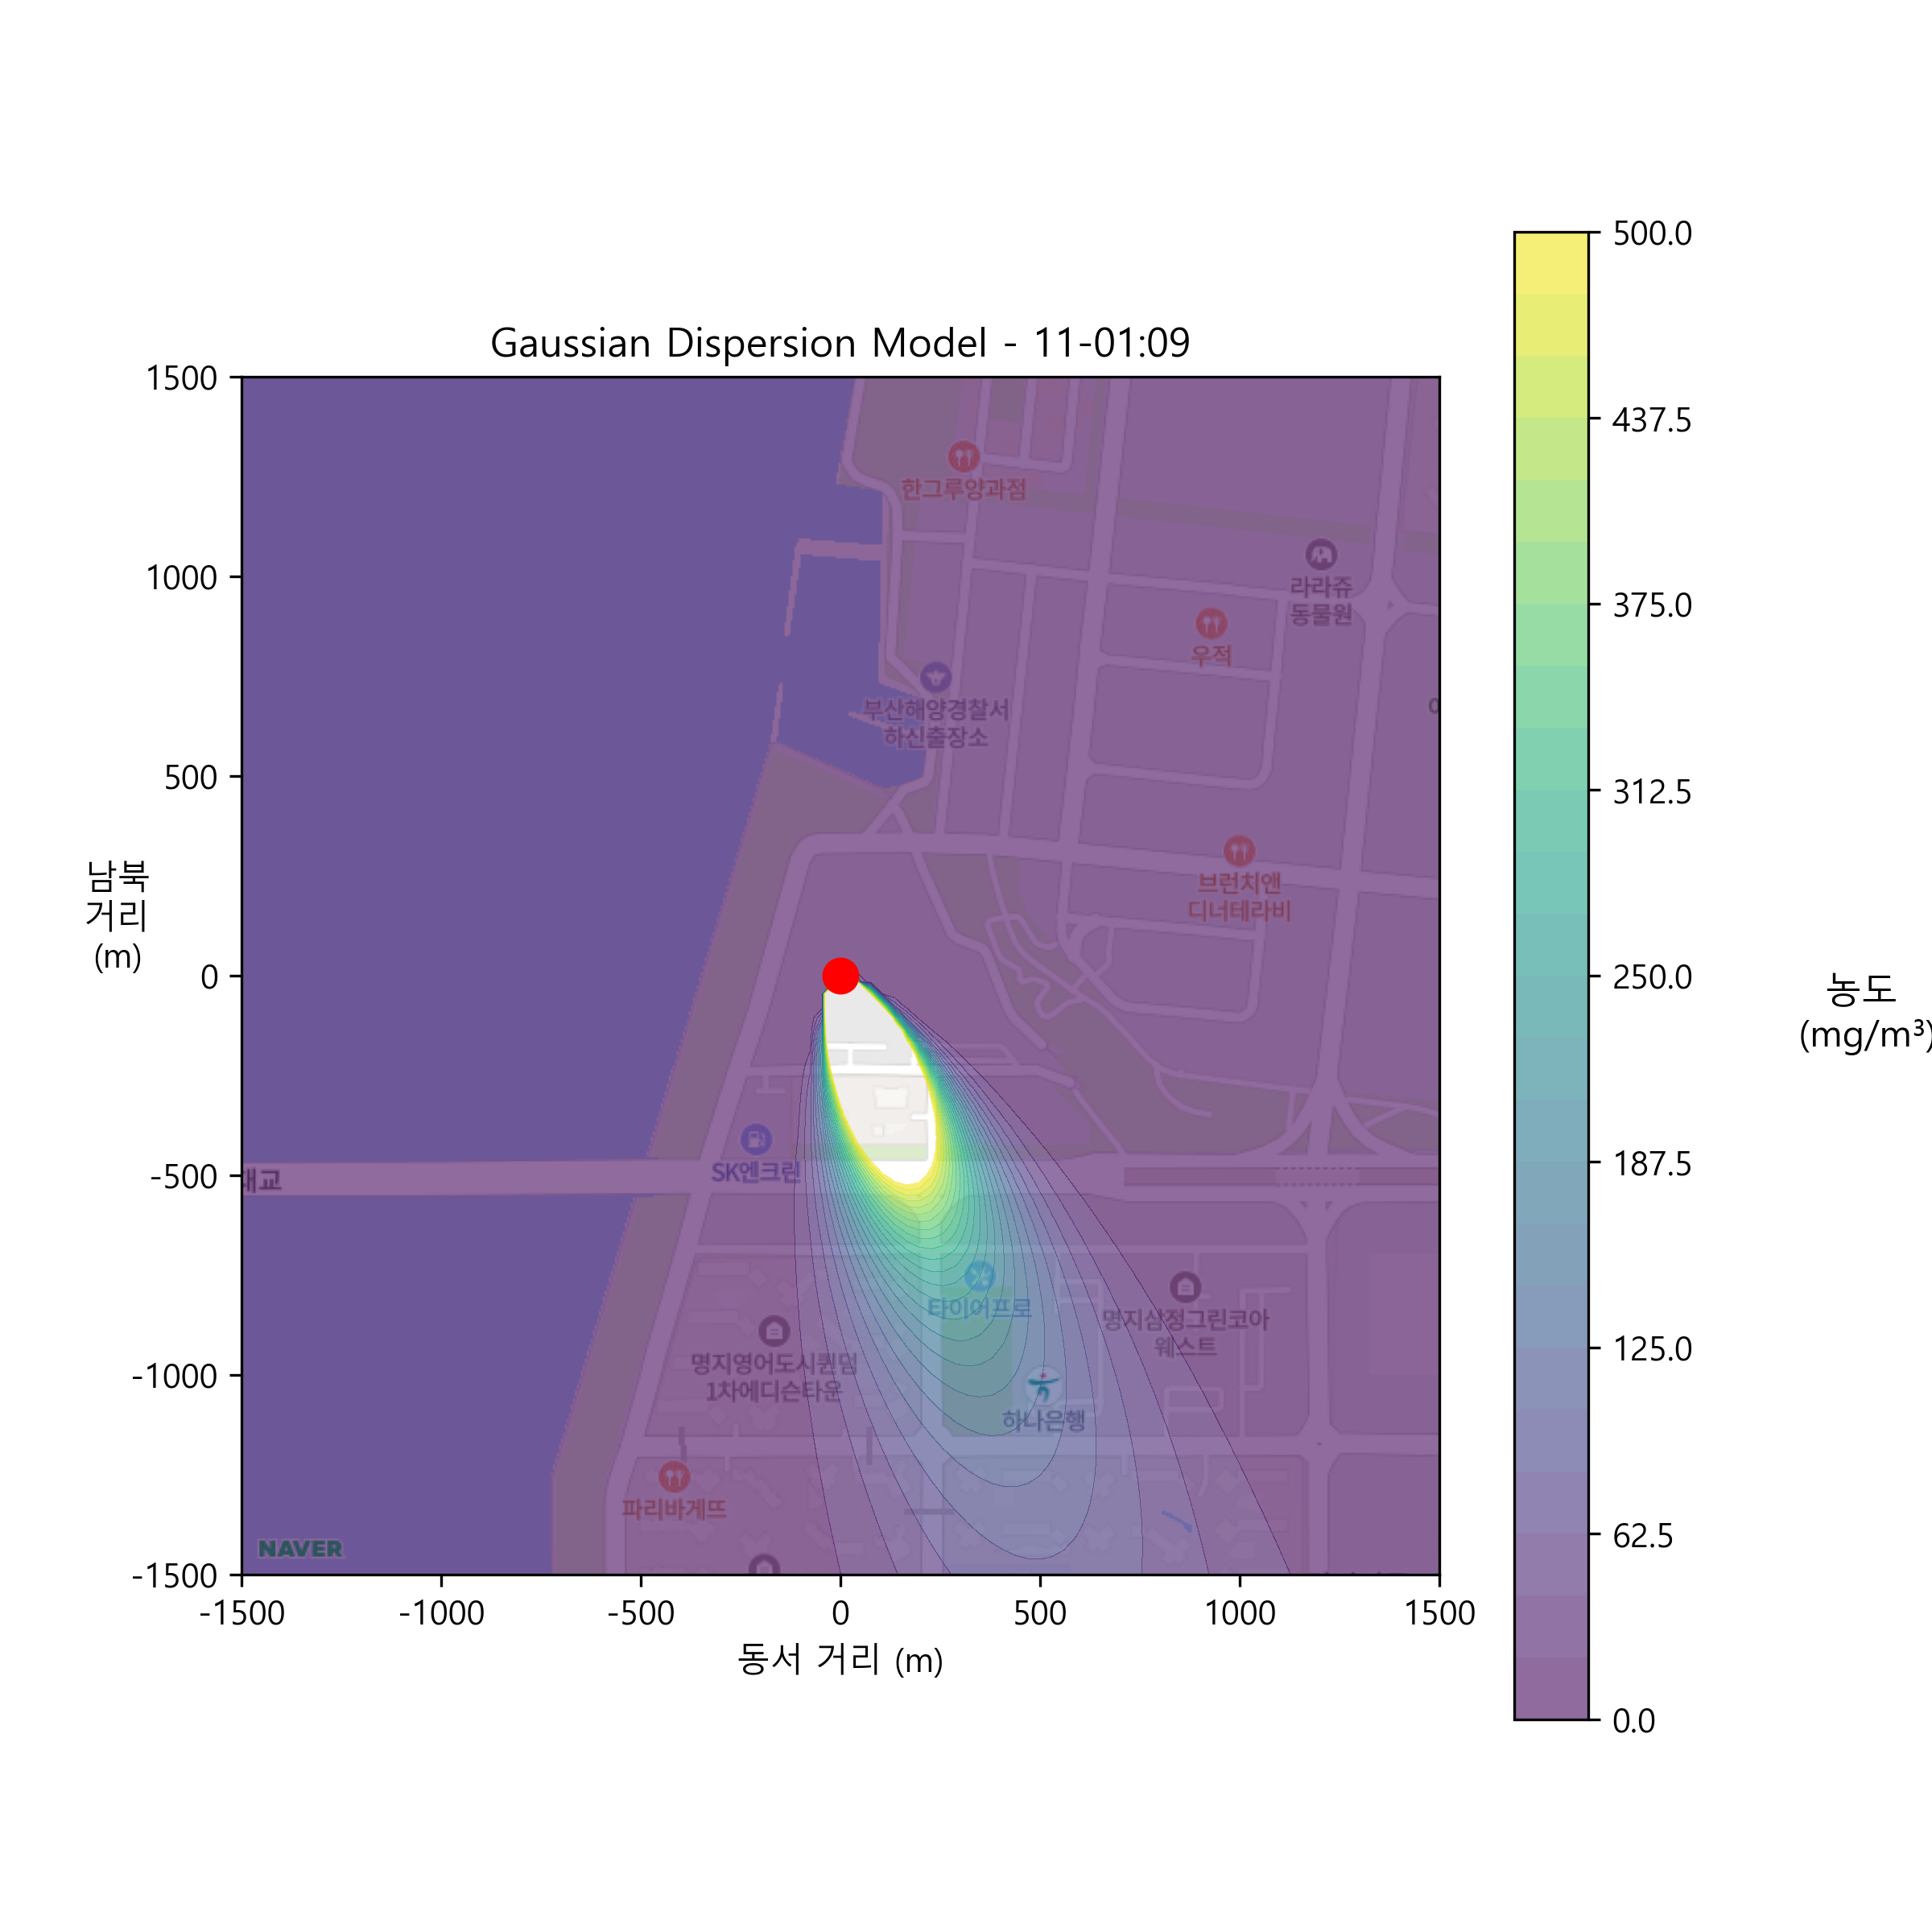 Gaussian Dispersion Model - 11-01:09
1500
1000
500
0
-500
-1000
-1500
남북
거리
(m)
-1500
-1000
-500
0
500
1000
1500
동서 거리 (m)
한그루양과점
라라쥬
동물원
우적
부산해양경찰서
하신출장소
브런치앤
디너테라비
SK엔크린
대교
타이어프로
명지삼정그린코아
웨스트
명지영어도시퀸덤
1차에디슨타운
하나은행
파리바게뜨
NAVER
500.0
437.5
375.0
312.5
250.0
187.5
125.0
62.5
0.0
농도
(mg/m³)